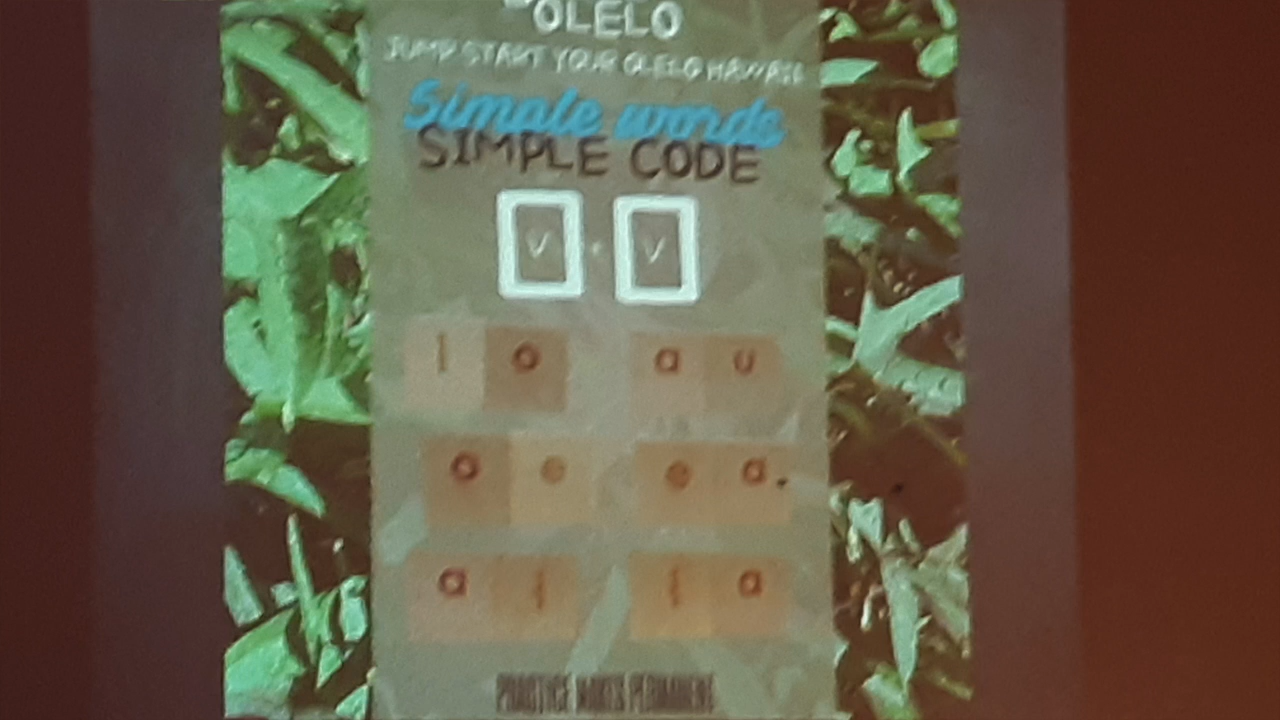 OLELO
JUMP START YOUR OLELO HAWAII
Simple words
SIMPLE CODE
V · V
I o a u
o e e a
a i i a
PRACTICE MAKES PERMANENT